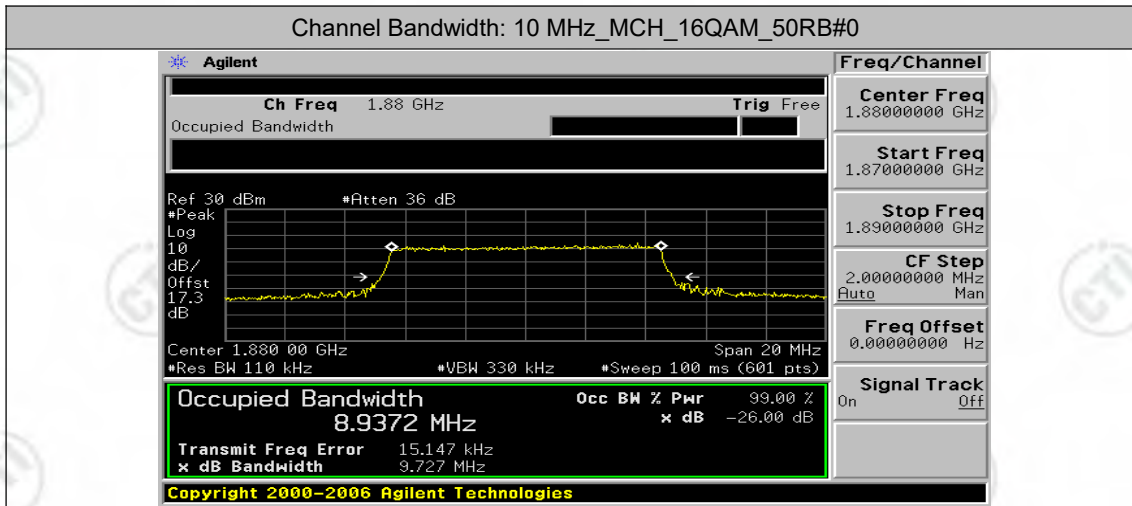 Channel Bandwidth: 10 MHz_MCH_16QAM_50RB#0
Agilent
Freq/Channel
Ch Freq 1.88 GHz Trig Free
Occupied Bandwidth
Center Freq
1.88000000 GHz
Start Freq
1.87000000 GHz
Stop Freq
1.89000000 GHz
CF Step
2.00000000 MHz
Auto Man
Freq Offset
0.00000000 Hz
Signal Track
On Off
Ref 30 dBm #Atten 36 dB
#Peak
Log
10
dB/
Offst
17.3
dB
Center 1.880 00 GHz Span 20 MHz
#Res BW 110 kHz #VBW 330 kHz #Sweep 100 ms (601 pts)
Occupied Bandwidth Occ BW % Pwr 99.00 %
8.9372 MHz x dB -26.00 dB
Transmit Freq Error 15.147 kHz
x dB Bandwidth 9.727 MHz
Copyright 2000-2006 Agilent Technologies